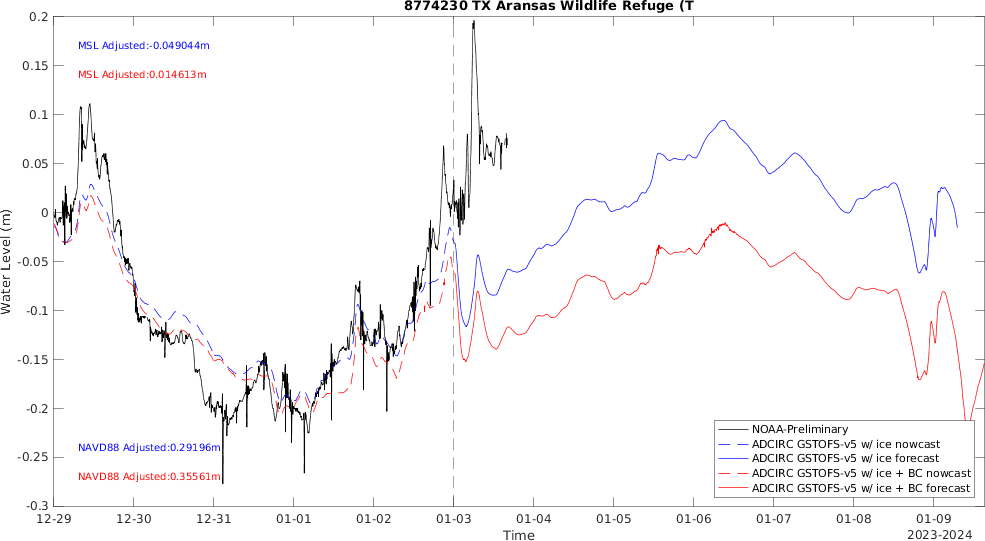 8774230 TX Aransas Wildlife Refuge (T
0.2
0.15
0.1
0.05
0
-0.05
-0.1
-0.15
-0.2
-0.25
-0.3
Water Level (m)
MSL Adjusted:-0.049044m
MSL Adjusted:0.014613m
NAVD88 Adjusted:0.29196m
NAVD88 Adjusted:0.35561m
NOAA-Preliminary
ADCIRC GSTOFS-v5 w/ ice nowcast
ADCIRC GSTOFS-v5 w/ ice forecast
ADCIRC GSTOFS-v5 w/ ice + BC nowcast
ADCIRC GSTOFS-v5 w/ ice + BC forecast
12-29 12-30 12-31 01-01 01-02 01-03 01-04 01-05 01-06 01-07 01-08 01-09
Time
2023-2024